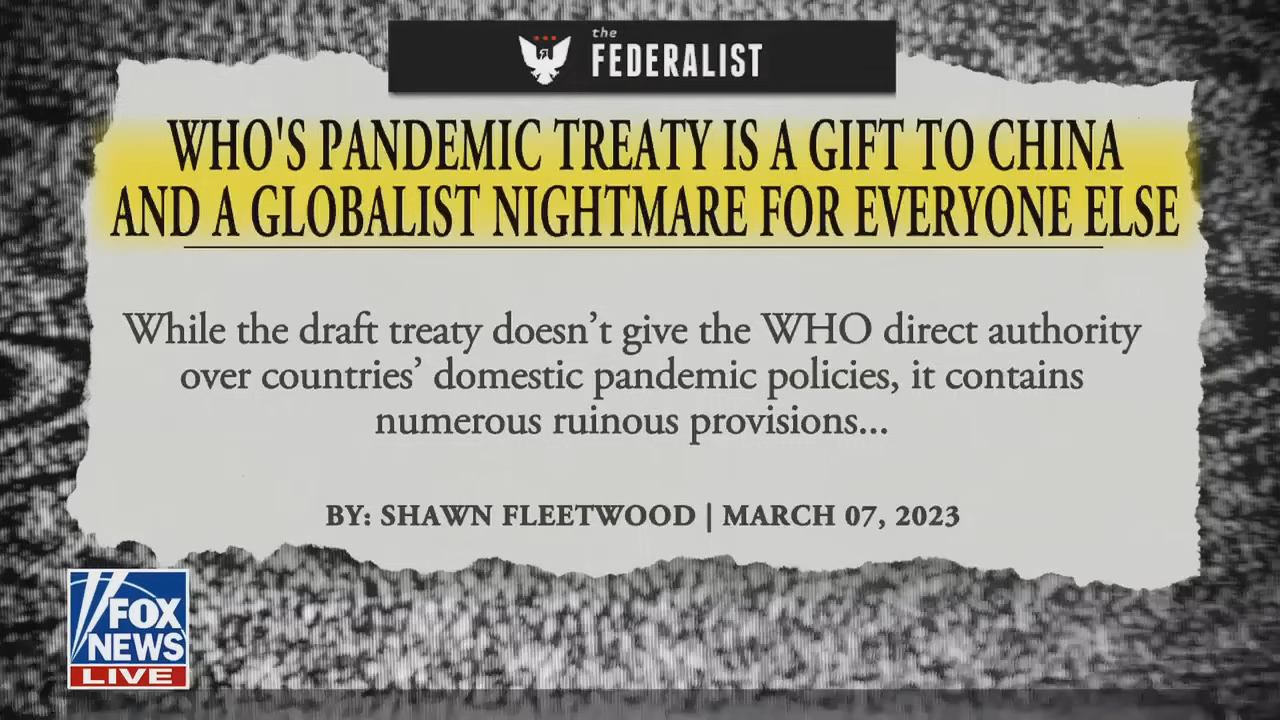 the
FEDERALIST
WHO'S PANDEMIC TREATY IS A GIFT TO CHINA
AND A GLOBALIST NIGHTMARE FOR EVERYONE ELSE
While the draft treaty doesn't give the WHO direct authority
over countries' domestic pandemic policies, it contains
numerous ruinous provisions...
BY: SHAWN FLEETWOOD | MARCH 07, 2023
FOX
NEWS
LIVE